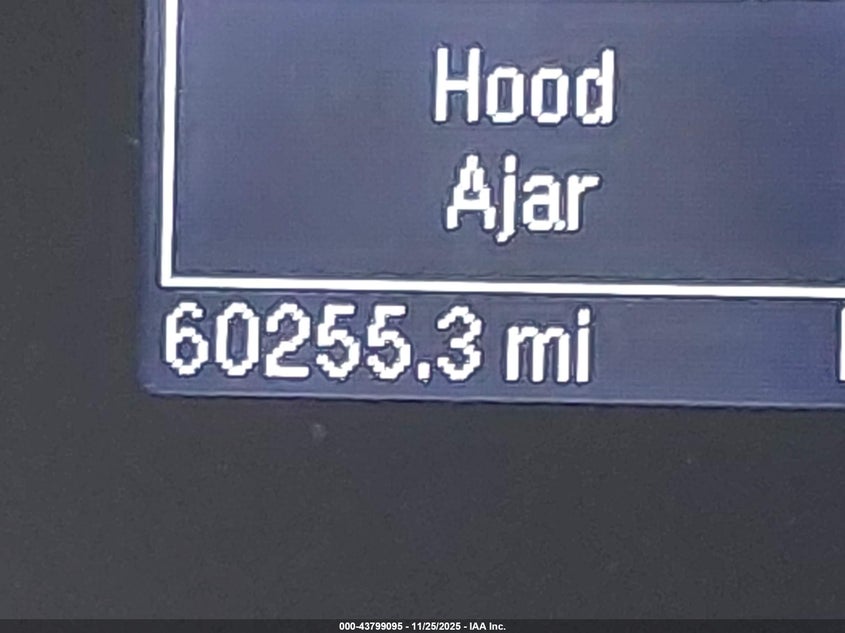 Hood
Ajar
60255.3 mi
000-43799095 - 11/25/2025 - IAA Inc.